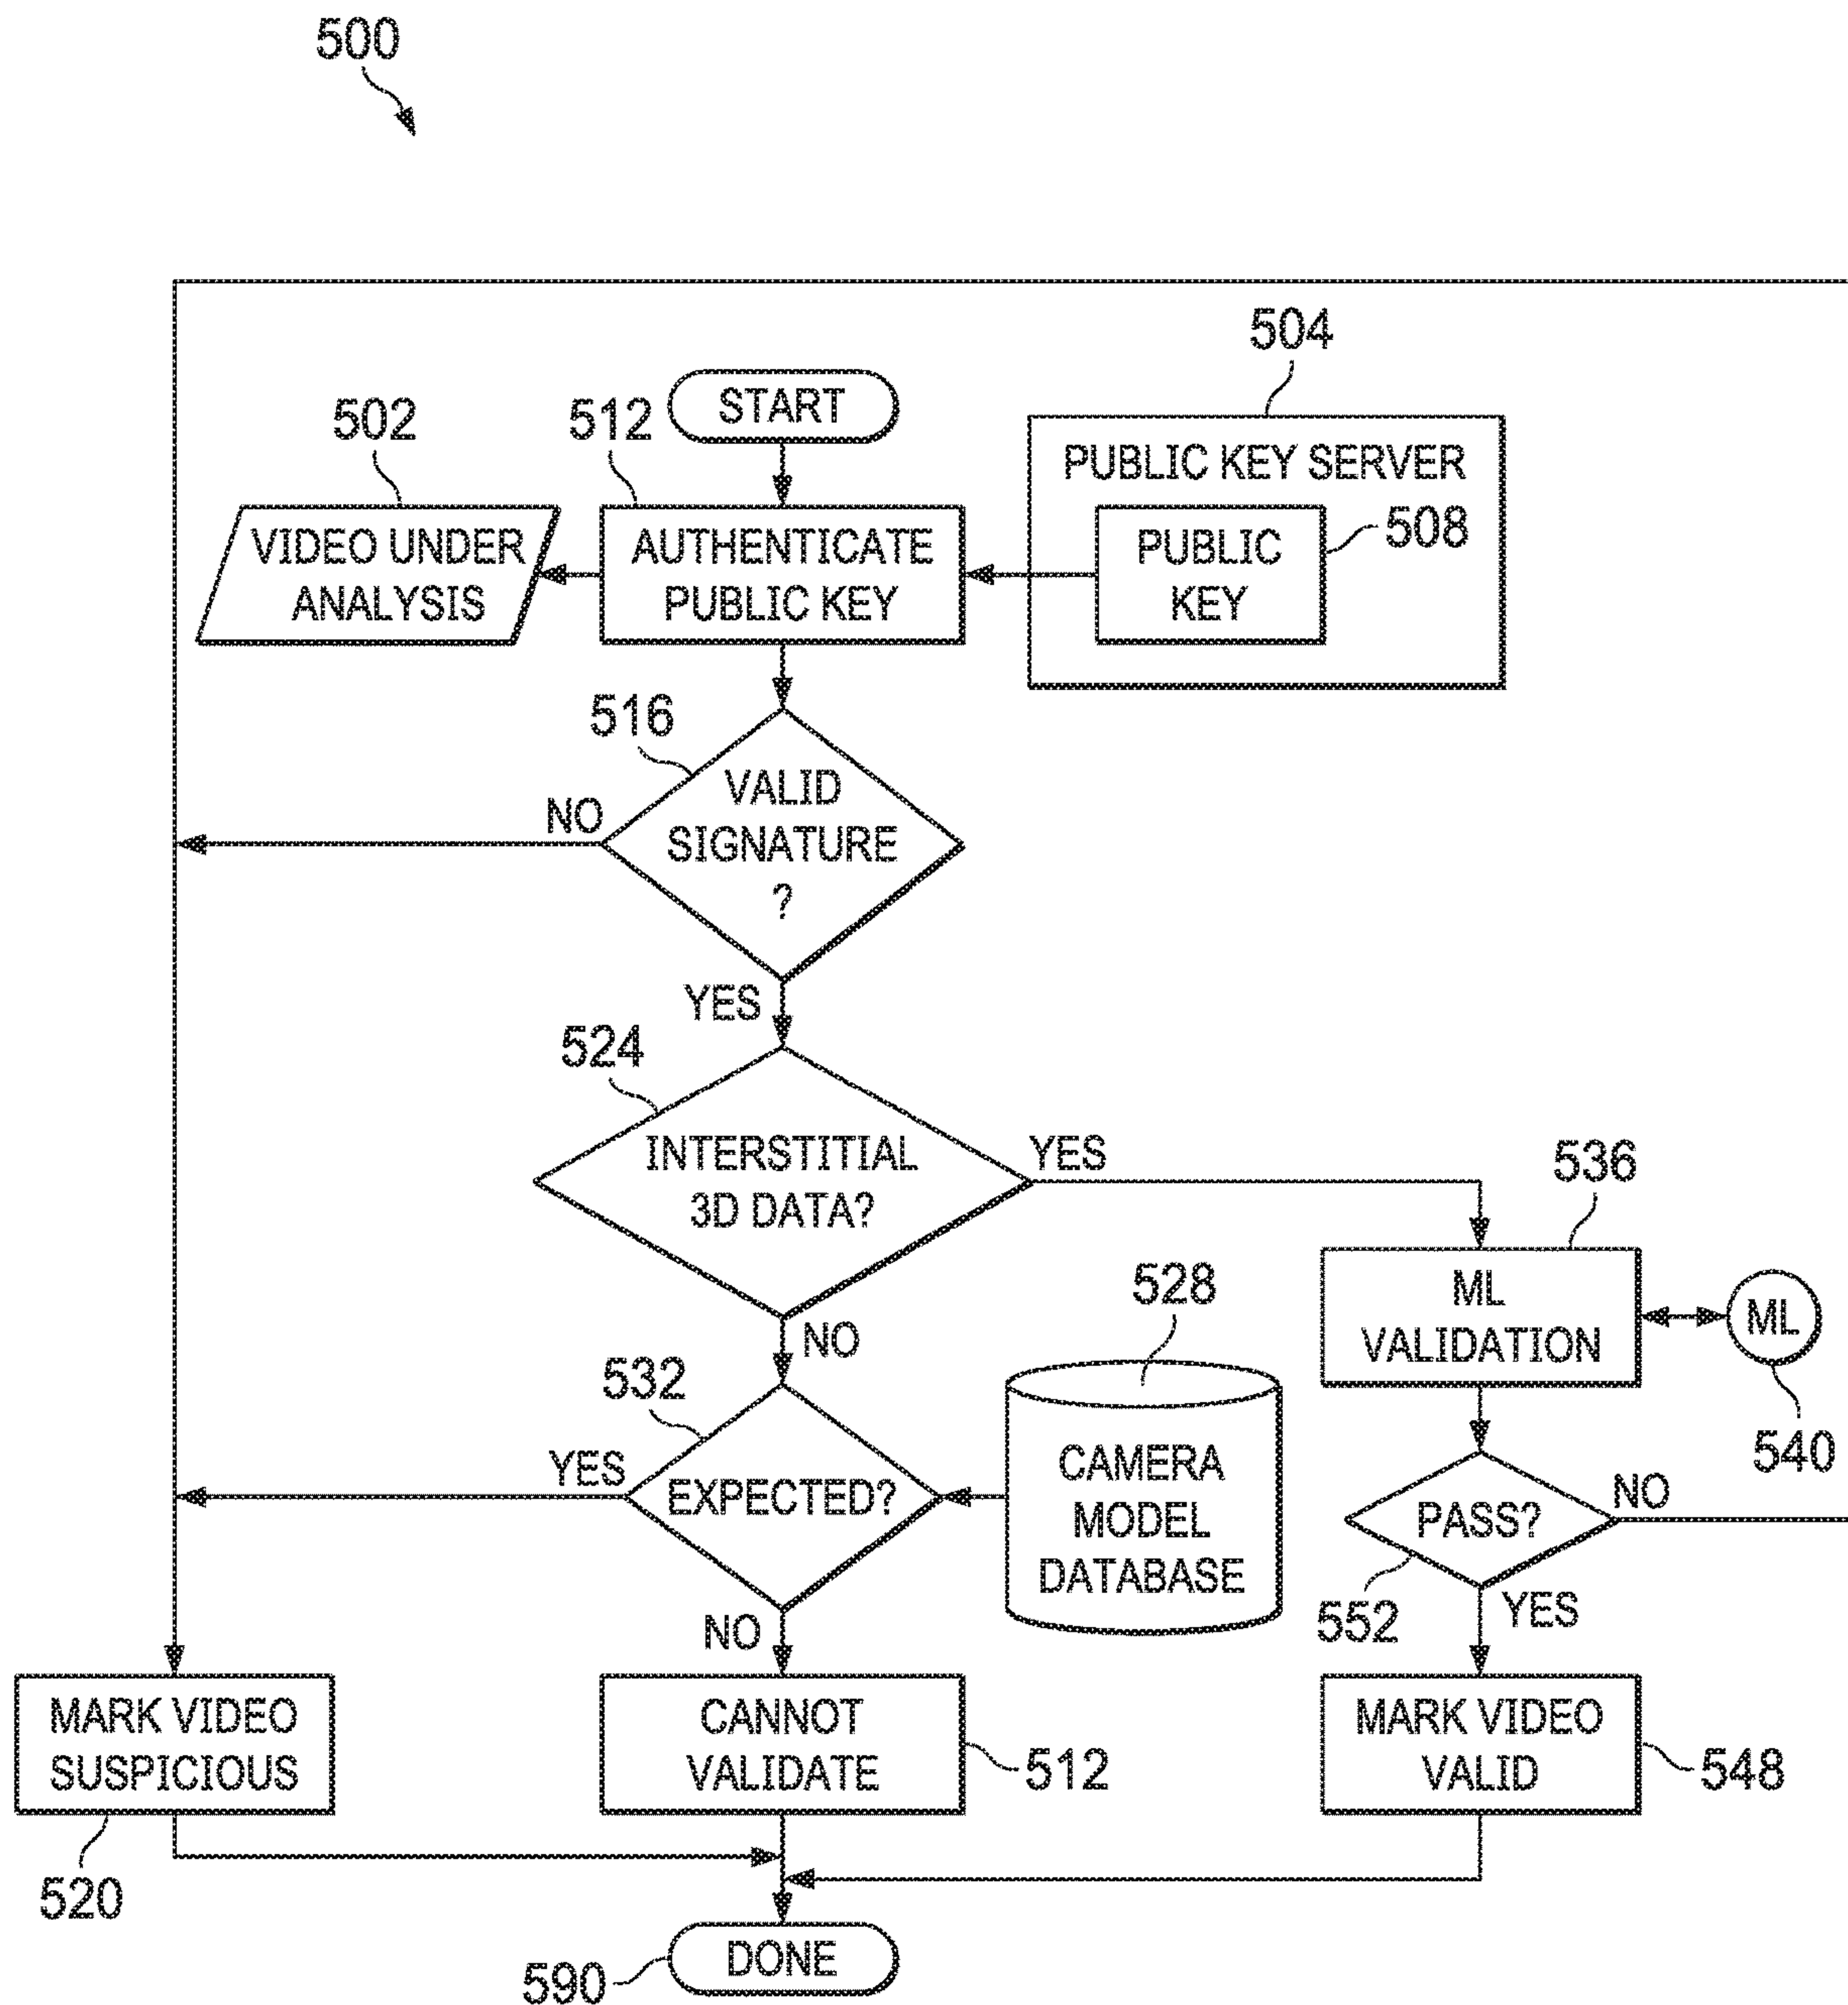 500
504
START
502
512
PUBLIC KEY SERVER
VIDEO UNDER
ANALYSIS
AUTHENTICATE
PUBLIC KEY
PUBLIC
KEY
508
516
VALID
SIGNATURE
?
NO
YES
524
INTERSTITIAL
3D DATA?
YES
536
528
ML
VALIDATION
ML
NO
532
540
YES
EXPECTED?
CAMERA
MODEL
DATABASE
PASS?
NO
552
YES
NO
MARK VIDEO
SUSPICIOUS
CANNOT
VALIDATE
512
MARK VIDEO
VALID
548
520
DONE
590